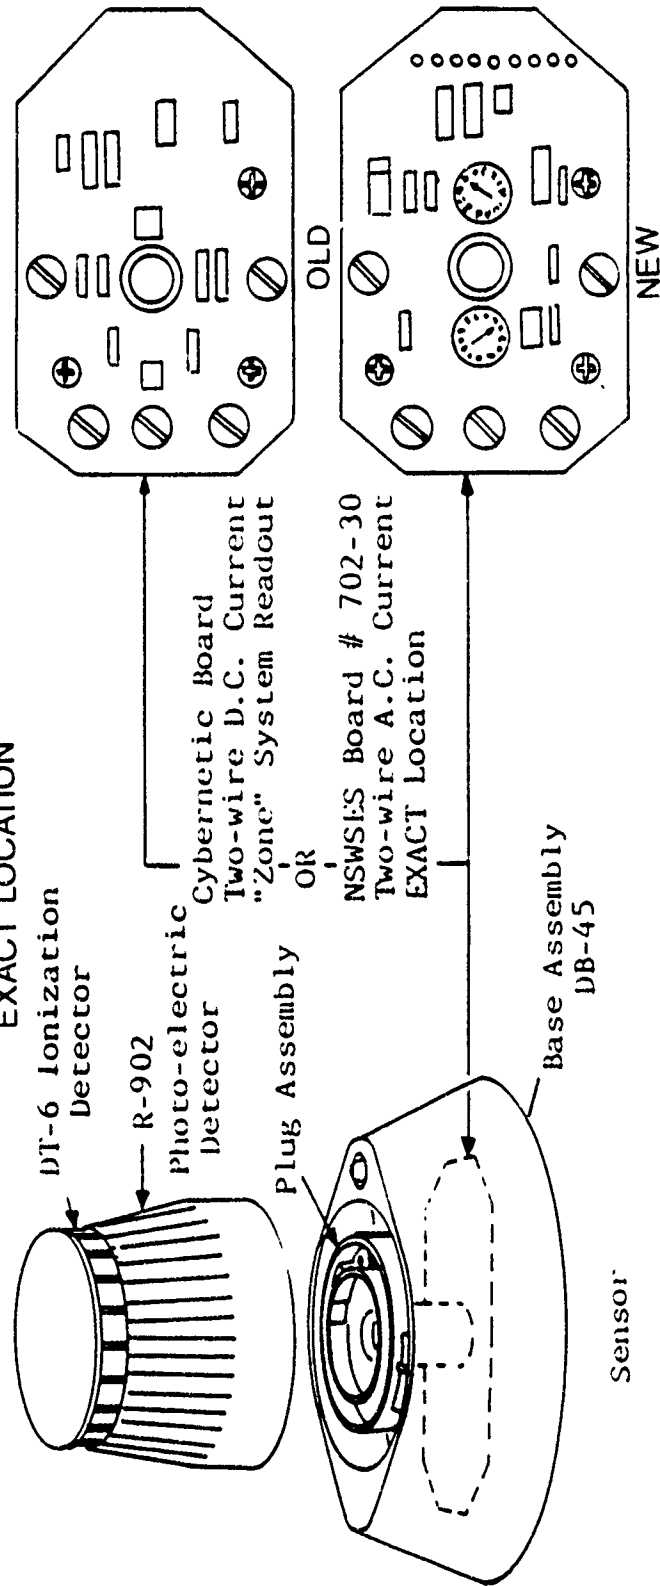 EXACT LOCATION
DT-6 Ionization
Detector
R-902
Photo-electric
Detector
Plug Assembly
Cybernetic Board
Two-wire D.C. Current
"Zone" System Readout
OR
NSWSES Board # 702-30
Two-wire A.C. Current
EXACT Location
Base Assembly
DB-45
Sensor
OLD
NEW